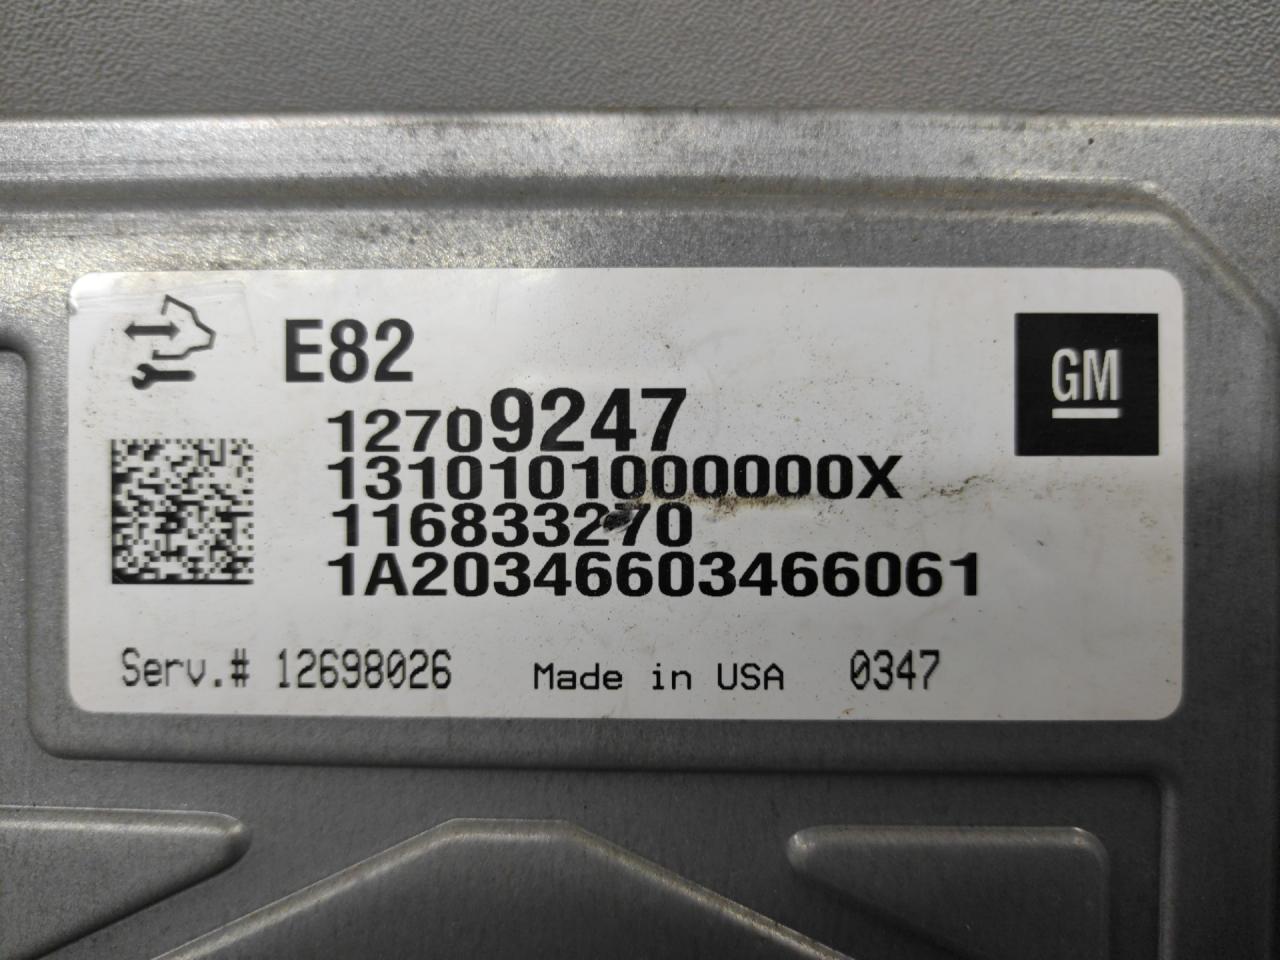 E82
GM
12709247
1310101000000X
116833270
1A20346603466061
Serv.# 12698026 Made in USA 0347